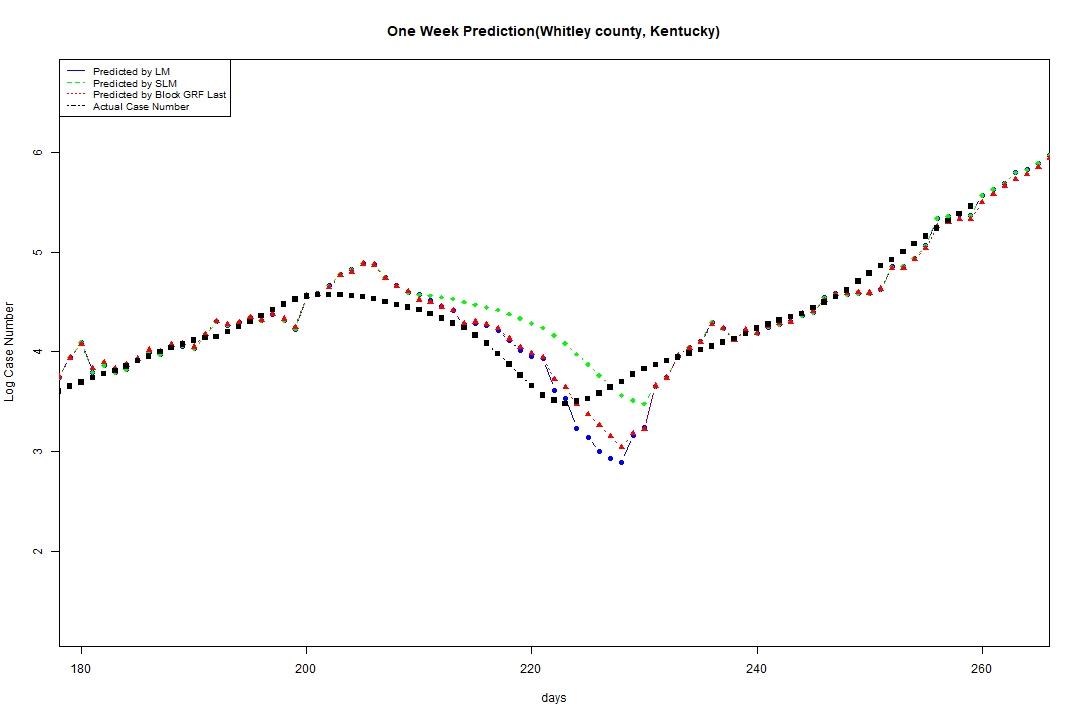 One Week Prediction(Whitley county, Kentucky)
Predicted by LM
Predicted by SLM
Predicted by Block GRF Last
Actual Case Number
6
5
4
3
2
Log Case Number
180 200 220 240 260
days